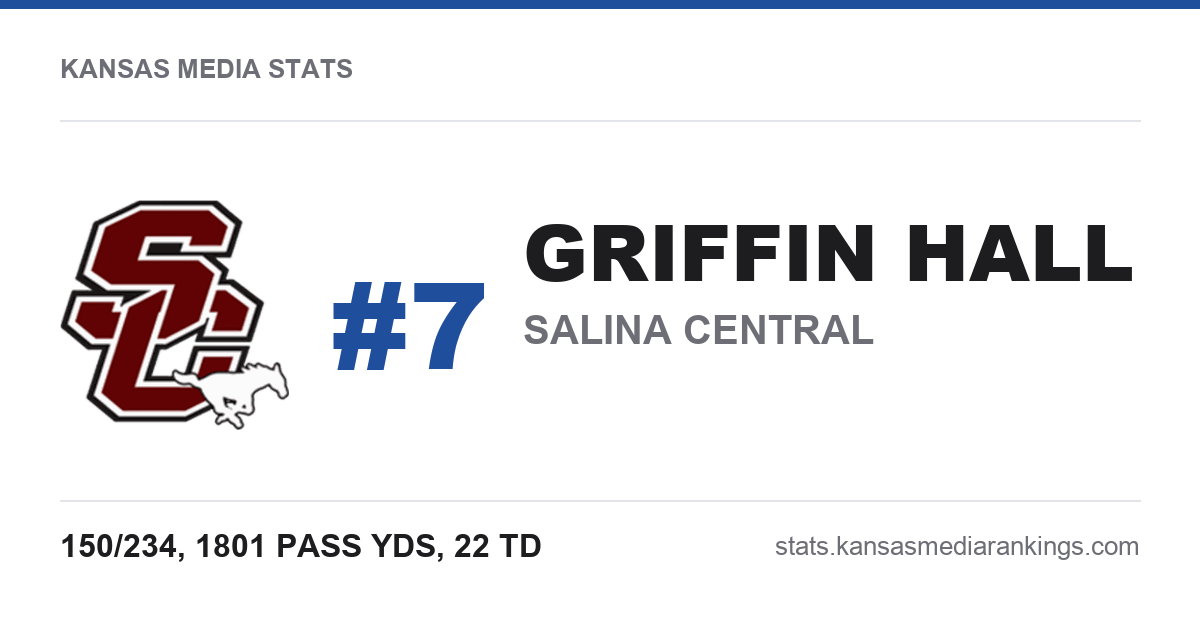 KANSAS MEDIA STATS
SC
#7
GRIFFIN HALL
SALINA CENTRAL
150/234, 1801 PASS YDS, 22 TD
stats.kansasmediarankings.com